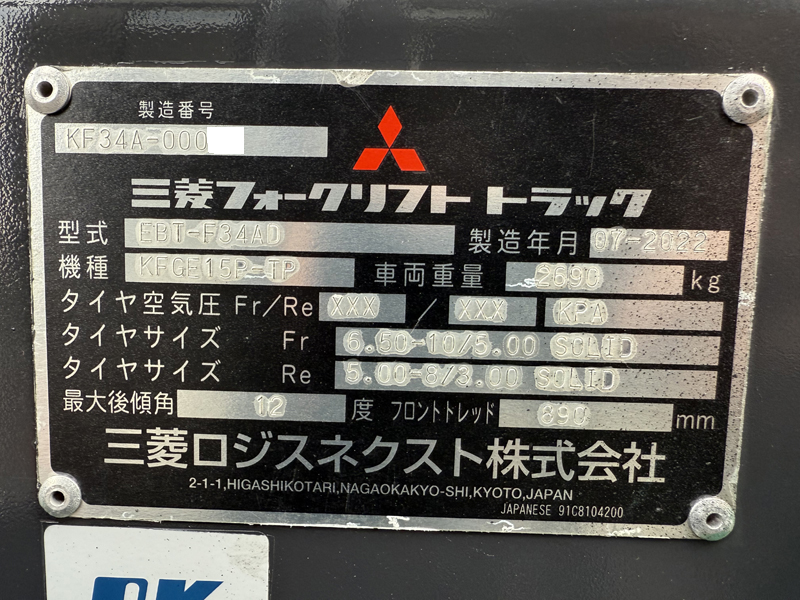 製造番号
KF34A-000
三菱フォークリフト トラック
型式 EBT-F34AD 製造年月 07-2022
機種 KFGE15P-TP 車両重量 2690 kg
タイヤ空気圧 Fr/Re XXX / XXX KPA
タイヤサイズ Fr 6.50-10/5.00 SOLID
タイヤサイズ Re 5.00-8/3.00 SOLID
最大後傾角 12 度 フロントトレッド 890 mm
三菱ロジスネクスト株式会社
2-1-1,HIGASHIKOTARI,NAGAOKAKYO-SHI,KYOTO,JAPAN
JAPANESE 91C8104200